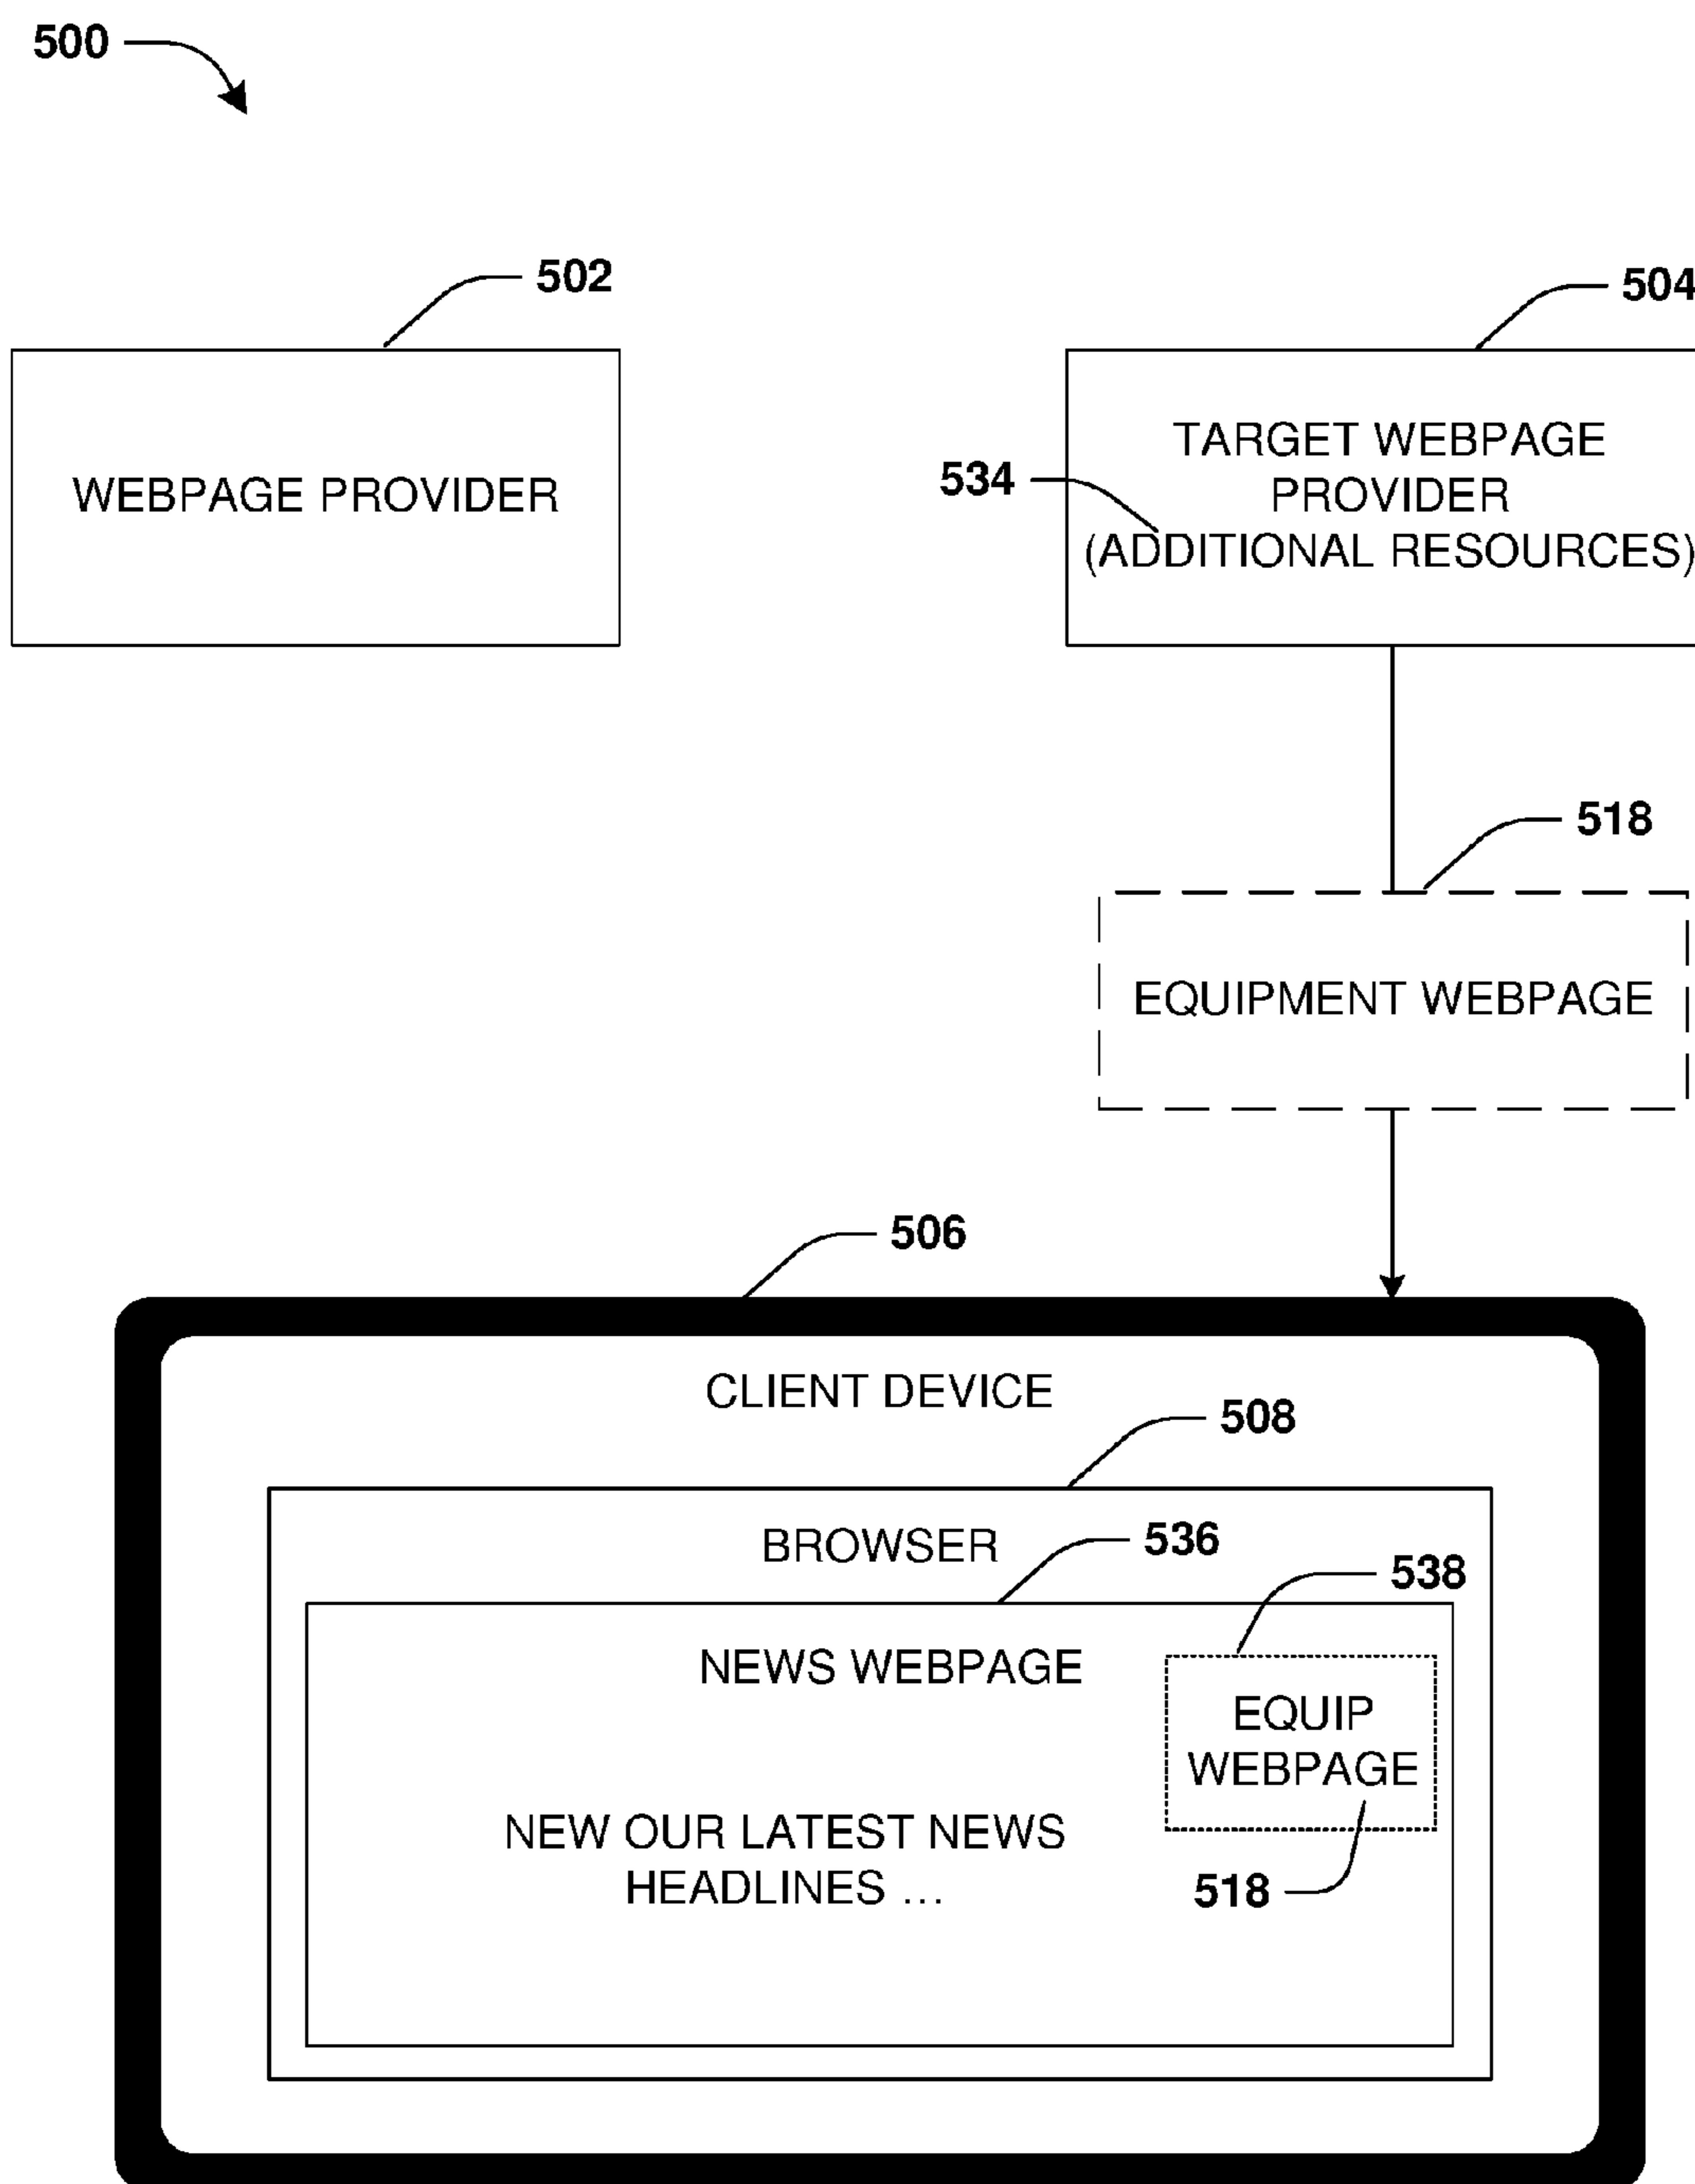 500
502
504
WEBPAGE PROVIDER
TARGET WEBPAGE
PROVIDER
(ADDITIONAL RESOURCES)
534
518
EQUIPMENT WEBPAGE
506
CLIENT DEVICE
508
BROWSER
536
538
NEWS WEBPAGE
EQUIP
WEBPAGE
NEW OUR LATEST NEWS
HEADLINES ...
518